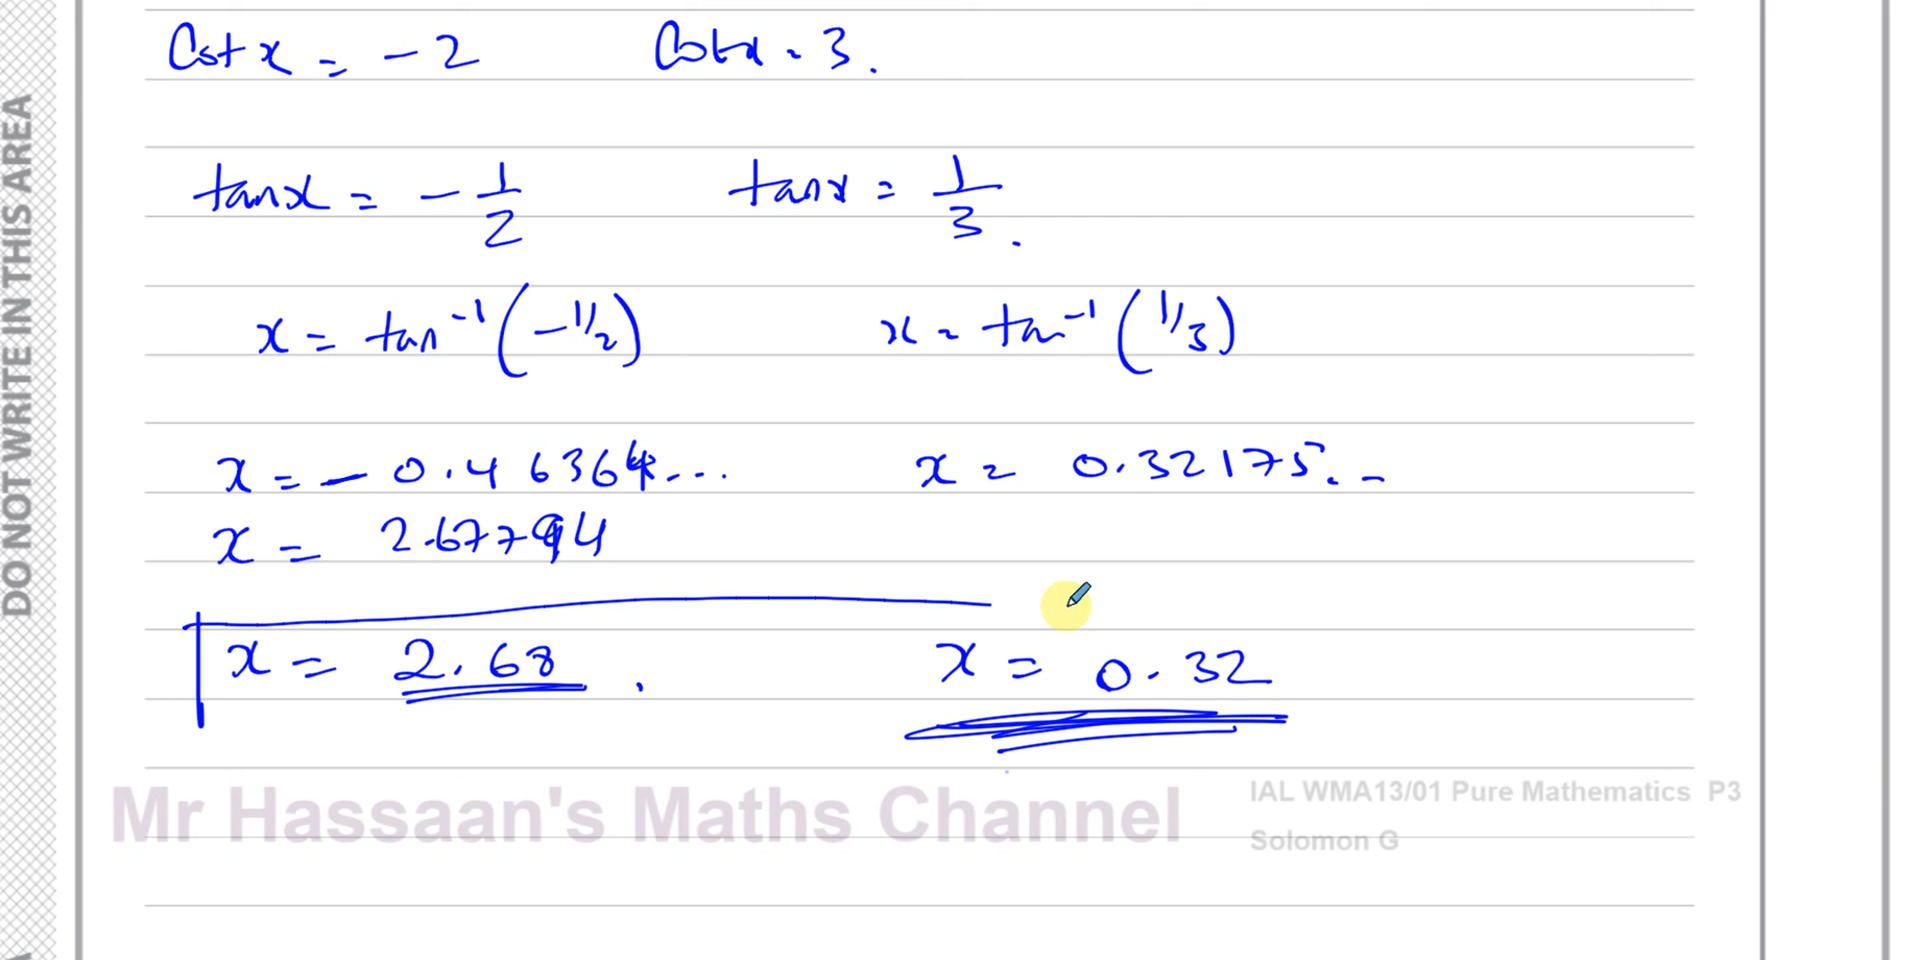 DO NOT WRITE IN THIS AREA
Cot x = -2    Cot x = 3.
tan x = -1/2    tan x = 1/3.
x = tan⁻¹(-1/2)    x = tan⁻¹(1/3)
x = -0.46364...    x = 0.32175...
x = 2.67794
x = 2.68.    x = 0.32
Mr Hassaan's Maths Channel
IAL WMA13/01 Pure Mathematics P3
Solomon G